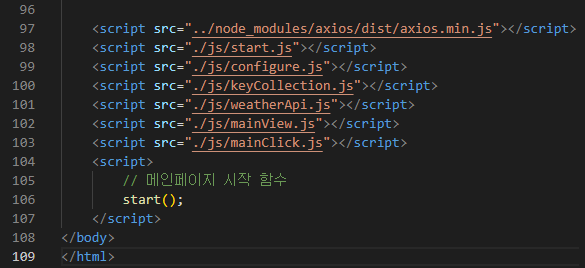 96
97 <script src="../node_modules/axios/dist/axios.min.js"></script>
98 <script src="./js/start.js"></script>
99 <script src="./js/configure.js"></script>
100 <script src="./js/keyCollection.js"></script>
101 <script src="./js/weatherApi.js"></script>
102 <script src="./js/mainView.js"></script>
103 <script src="./js/mainClick.js"></script>
104 <script>
105 // 메인페이지 시작 함수
106 start();
107 </script>
108 </body>
109 </html>